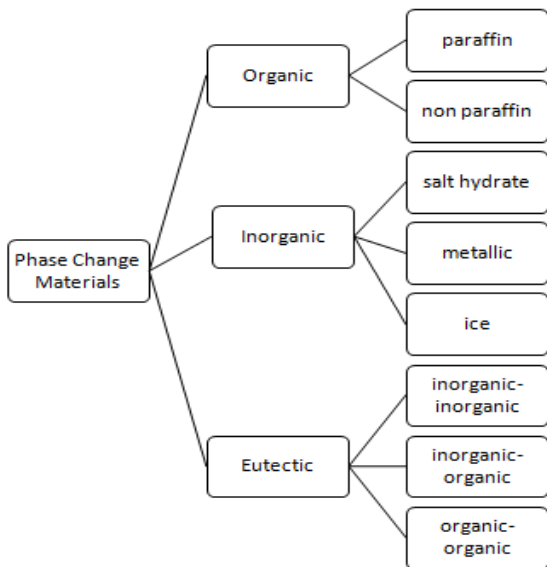 paraffin
Organic
non paraffin
salt hydrate
Inorganic
metallic
Phase Change
Materials
ice
inorganic-
inorganic
Eutectic
inorganic-
organic
organic-
organic